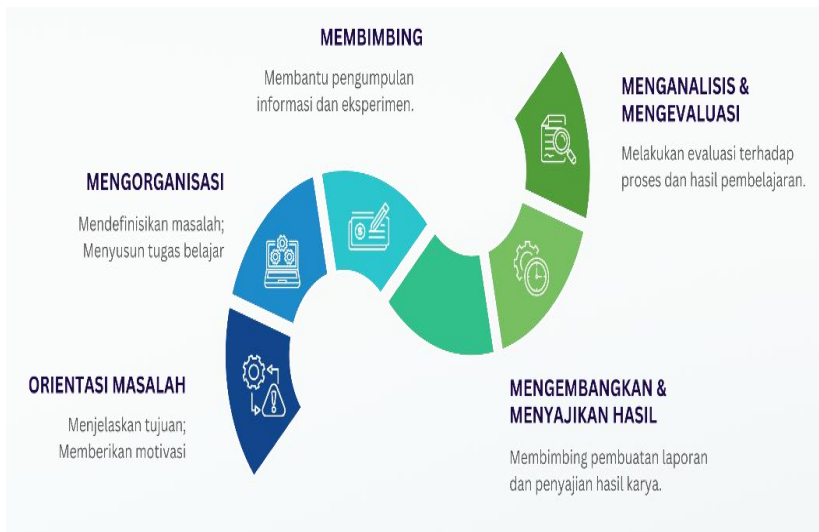 ORIENTASI MASALAH
Menjelaskan tujuan;
Memberikan motivasi
MENGORGANISASI
Mendefinisikan masalah;
Menyusun tugas belajar
MEMBIMBING
Membantu pengumpulan
informasi dan eksperimen.
MENGEMBANGKAN &
MENYAJIKAN HASIL
Membimbing pembuatan laporan
dan penyajian hasil karya.
MENGANALISIS &
MENGEVALUASI
Melakukan evaluasi terhadap
proses dan hasil pembelajaran.